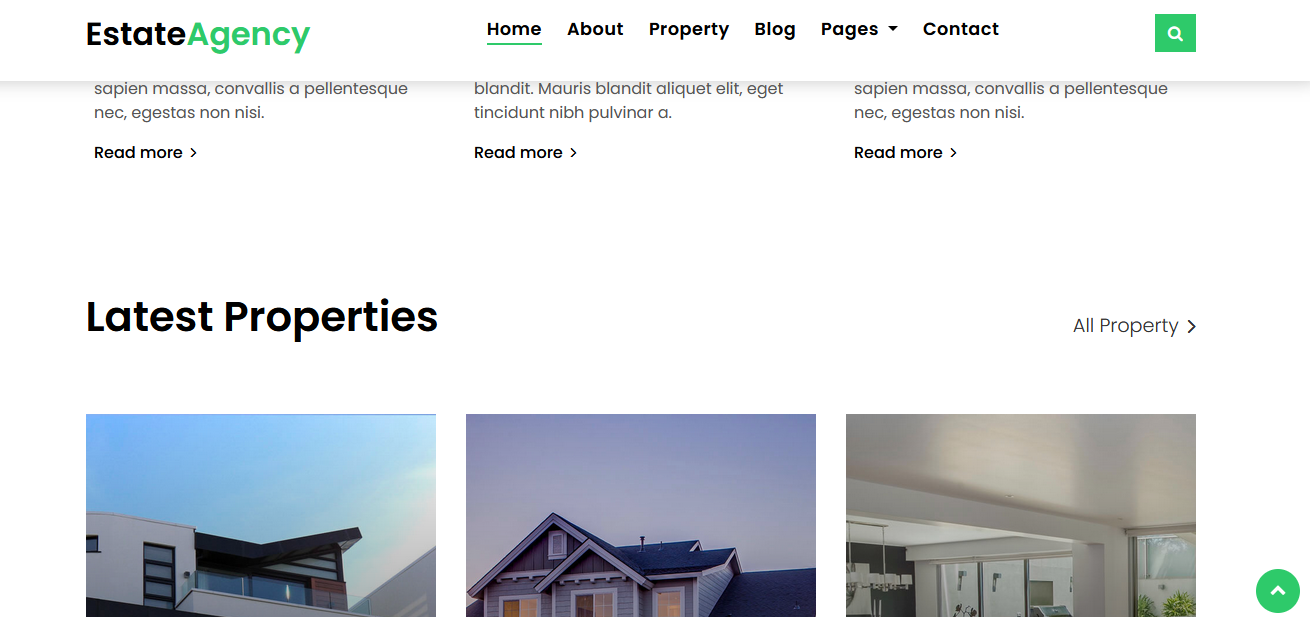 EstateAgency
Home About Property Blog Pages Contact
sapien massa, convallis a pellentesque
nec, egestas non nisi.
Read more
blandit. Mauris blandit aliquet elit, eget
tincidunt nibh pulvinar a.
Read more
sapien massa, convallis a pellentesque
nec, egestas non nisi.
Read more
Latest Properties
All Property